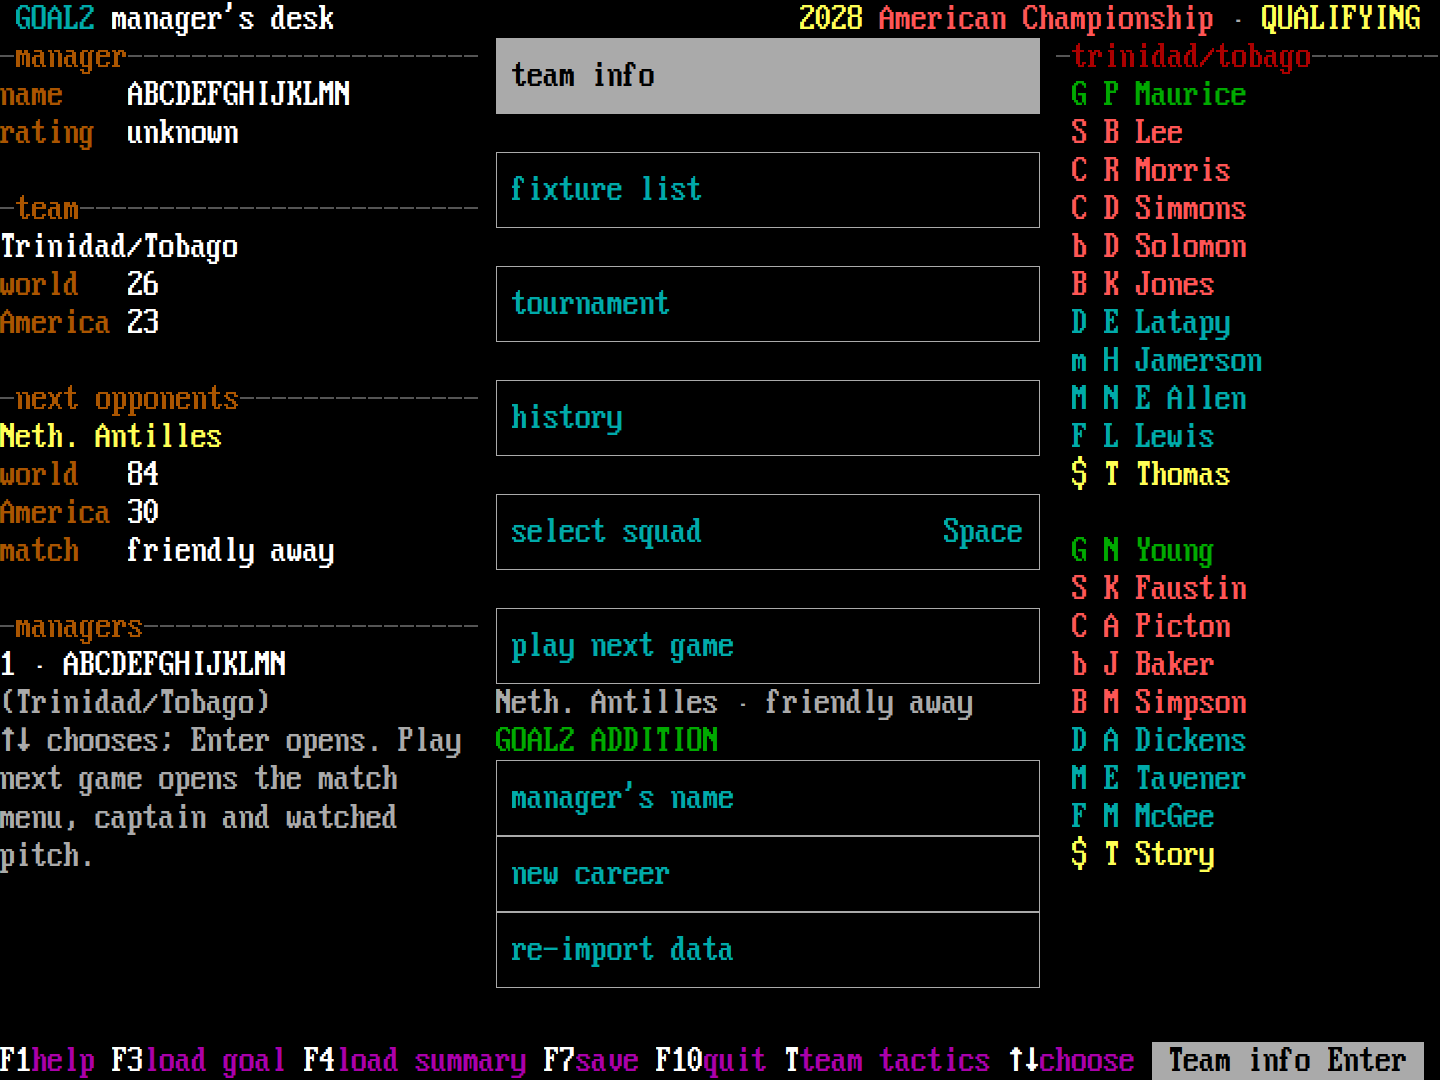 GOAL2 manager's desk
2028 American Championship · QUALIFYING
manager
name ABCDEFGHIJKLMN
rating unknown
team
Trinidad/Tobago
world 26
America 23
next opponents
Neth. Antilles
world 84
America 30
match friendly away
managers
1 · ABCDEFGHIJKLMN
(Trinidad/Tobago)
↑↓ chooses; Enter opens. Play
next game opens the match
menu, captain and watched
pitch.
team info
fixture list
tournament
history
select squad Space
play next game
Neth. Antilles · friendly away
GOAL2 ADDITION
manager's name
new career
re-import data
trinidad/tobago
G P Maurice
S B Lee
C R Morris
C D Simmons
b D Solomon
B K Jones
D E Latapy
m H Jamerson
M N E Allen
F L Lewis
$ T Thomas
G N Young
S K Faustin
C A Picton
b J Baker
B M Simpson
D A Dickens
M E Tavener
F M McGee
$ T Story
F1help F3load goal F4load summary F7save F10quit Tteam tactics ↑↓choose Team info Enter